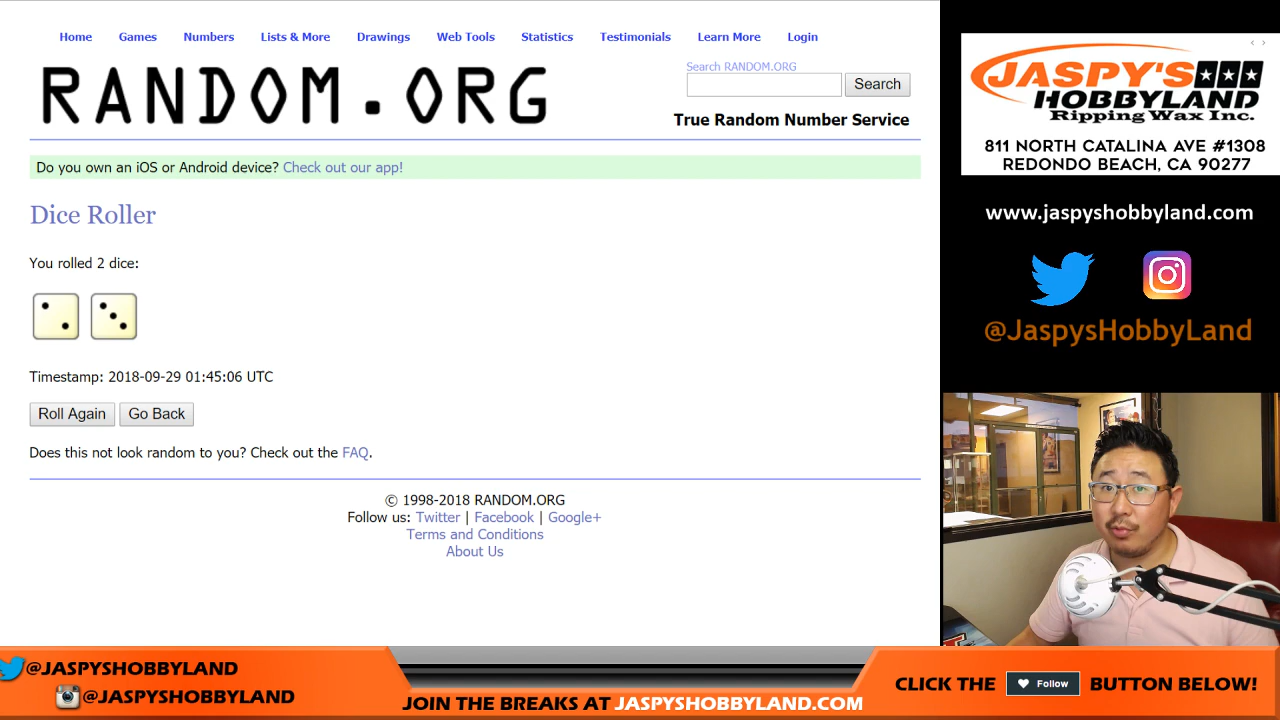 Home Games Numbers Lists & More Drawings Web Tools Statistics Testimonials Learn More Login
RANDOM.ORG
Search RANDOM.ORG
Search
True Random Number Service
Do you own an iOS or Android device? Check out our app!
Dice Roller
You rolled 2 dice:
Timestamp: 2018-09-29 01:45:06 UTC
Roll Again Go Back
Does this not look random to you? Check out the FAQ.
© 1998-2018 RANDOM.ORG
Follow us: Twitter | Facebook | Google+
Terms and Conditions
About Us
JASPY'S
HOBBYLAND
Ripping Wax Inc.
811 NORTH CATALINA AVE #1308
REDONDO BEACH, CA 90277
www.jaspyshobbyland.com
@JaspysHobbyLand
@JASPYSHOBBYLAND
@JASPYSHOBBYLAND
JOIN THE BREAKS AT JASPYSHOBBYLAND.COM
CLICK THE Follow BUTTON BELOW!